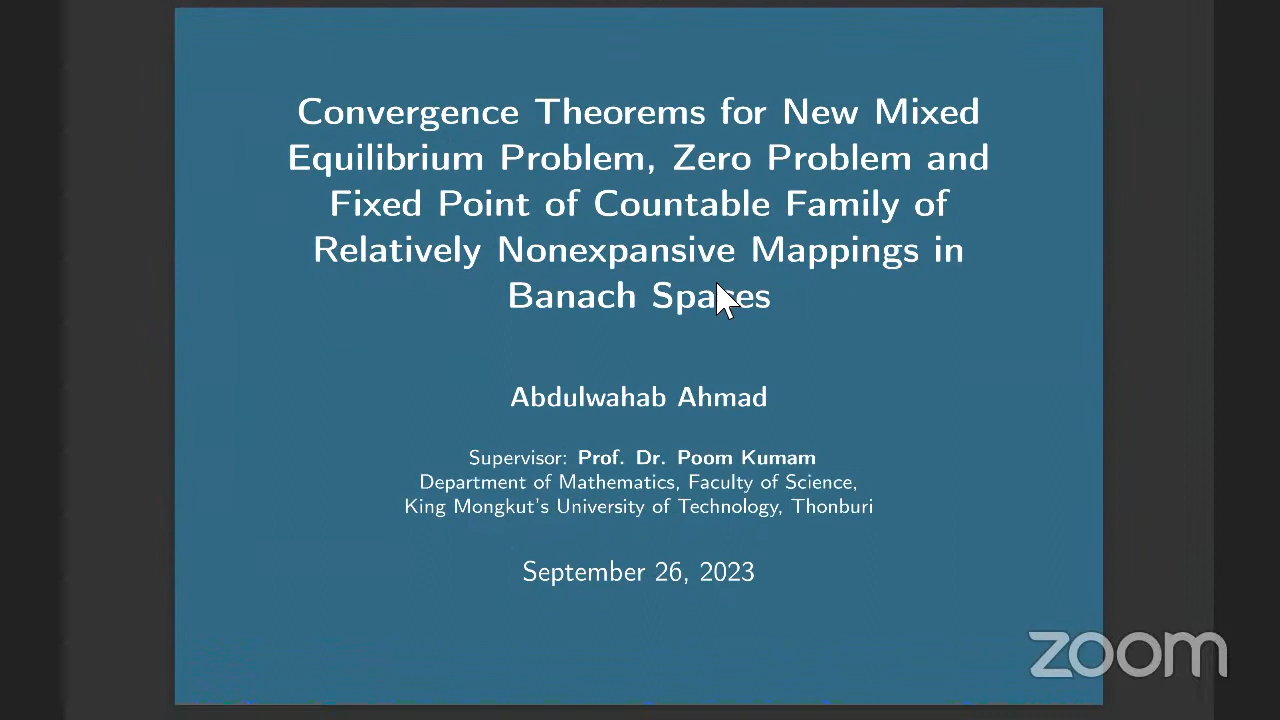 Convergence Theorems for New Mixed
Equilibrium Problem, Zero Problem and
Fixed Point of Countable Family of
Relatively Nonexpansive Mappings in
Banach Spaces
Abdulwahab Ahmad
Supervisor: Prof. Dr. Poom Kumam
Department of Mathematics, Faculty of Science,
King Mongkut's University of Technology, Thonburi
September 26, 2023
zoom